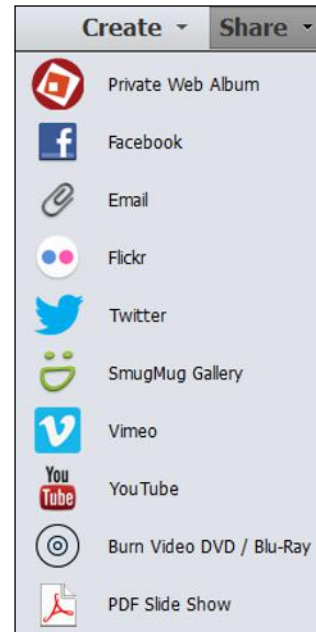 Create Share
Private Web Album
f Facebook
Email
Flickr
Twitter
SmugMug Gallery
v Vimeo
You
Tube YouTube
Burn Video DVD / Blu-Ray
PDF Slide Show